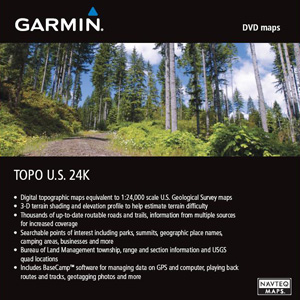 GARMIN.
DVD maps
TOPO U.S. 24K
• Digital topographic maps equivalent to 1:24,000 scale U.S. Geological Survey maps
• 3-D terrain shading and elevation profile to help estimate terrain difficulty
• Thousands of up-to-date routable roads and trails, information from multiple sources
for increased coverage
• Searchable points of interest including parks, summits, geographic place names,
camping areas, businesses and more
• Bureau of Land Management township, range and section information and USGS
quad locations
• Includes BaseCamp™ software for managing data on GPS and computer, playing back
routes and tracks, geotagging photos and more
NAVTEQ
MAPS.